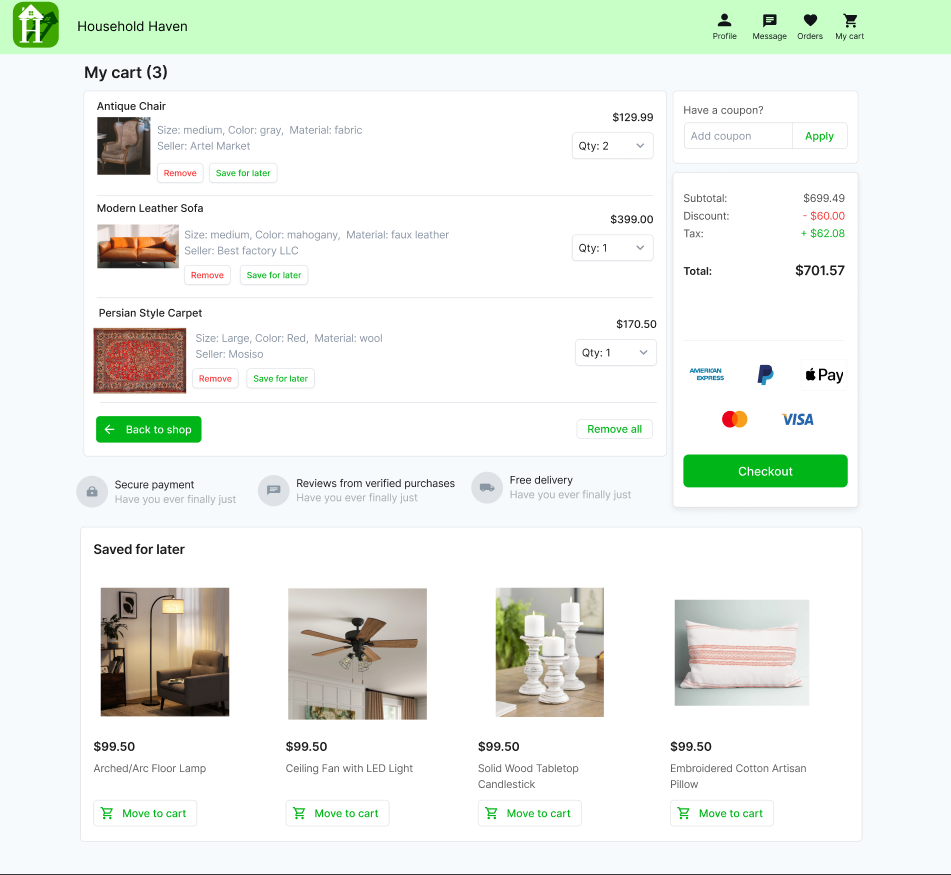 H
Household Haven
Profile
Message
Orders
My cart
My cart (3)
Antique Chair
$129.99
Size: medium, Color: gray,  Material: fabric
Seller: Artel Market
Qty: 2
Remove
Save for later
Modern Leather Sofa
$399.00
Size: medium, Color: mahogany,  Material: faux leather
Seller: Best factory LLC
Qty: 1
Remove
Save for later
Persian Style Carpet
$170.50
Size: Large, Color: Red,  Material: wool
Seller: Mosiso
Qty: 1
Remove
Save for later
Back to shop
Remove all
Have a coupon?
Add coupon
Apply
Subtotal: $699.49
Discount: - $60.00
Tax: + $62.08
Total: $701.57
AMERICAN
EXPRESS
Pay
VISA
Checkout
Secure payment
Have you ever finally just
Reviews from verified purchases
Have you ever finally just
Free delivery
Have you ever finally just
Saved for later
$99.50
Arched/Arc Floor Lamp
Move to cart
$99.50
Ceiling Fan with LED Light
Move to cart
$99.50
Solid Wood Tabletop
Candlestick
Move to cart
$99.50
Embroidered Cotton Artisan
Pillow
Move to cart